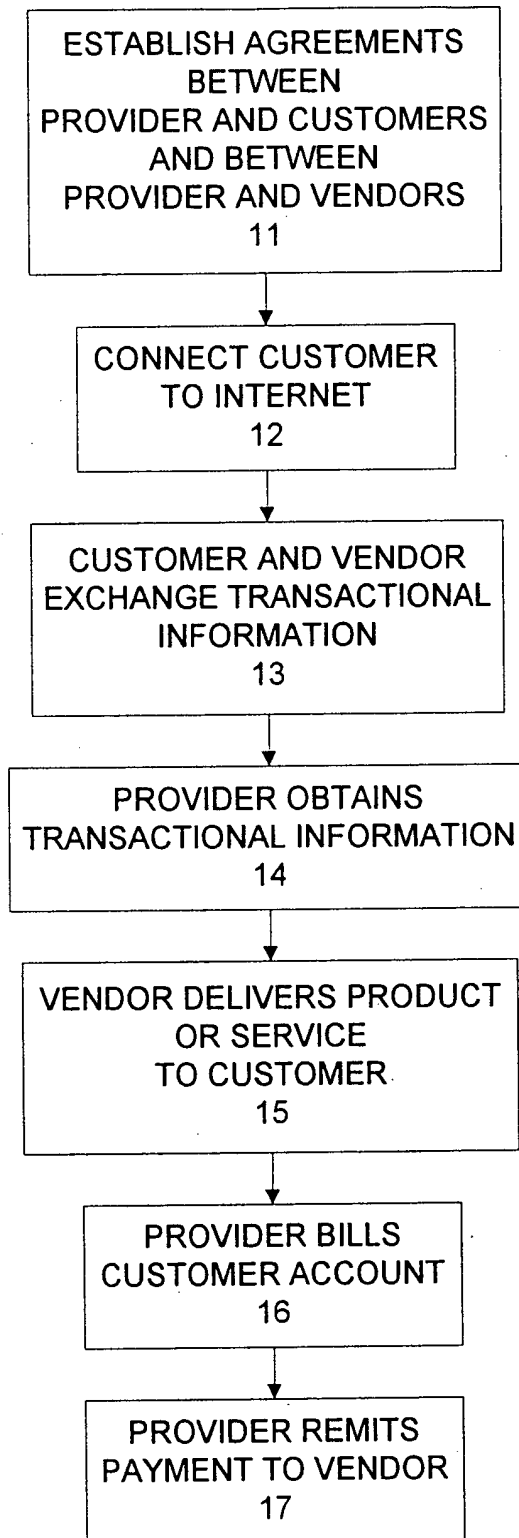 ESTABLISH AGREEMENTS
BETWEEN
PROVIDER AND CUSTOMERS
AND BETWEEN
PROVIDER AND VENDORS
11
CONNECT CUSTOMER
TO INTERNET
12
CUSTOMER AND VENDOR
EXCHANGE TRANSACTIONAL
INFORMATION
13
PROVIDER OBTAINS
TRANSACTIONAL INFORMATION
14
VENDOR DELIVERS PRODUCT
OR SERVICE
TO CUSTOMER
15
PROVIDER BILLS
CUSTOMER ACCOUNT
16
PROVIDER REMITS
PAYMENT TO VENDOR
17